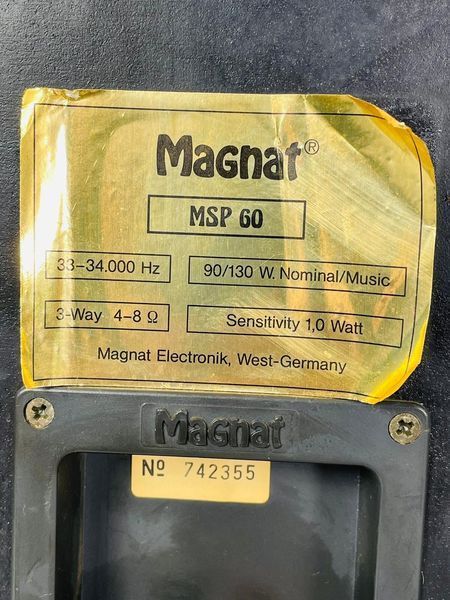 Magnat®
MSP 60
33–34.000 Hz
90/130 W. Nominal/Music
3-Way 4–8 Ω
Sensitivity 1,0 Watt
Magnat Electronik, West-Germany
Magnat
Nº 742355